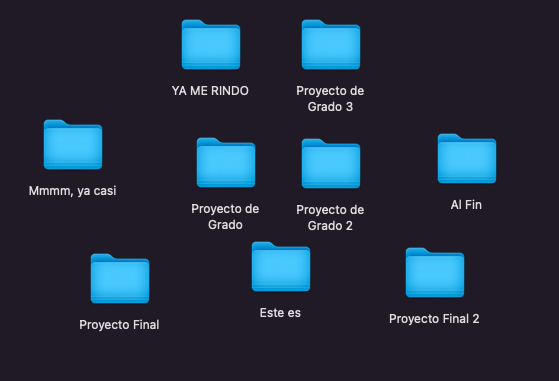 YA ME RINDO
Proyecto de
Grado 3
Mmmm, ya casi
Proyecto de
Grado
Proyecto de
Grado 2
Al Fin
Proyecto Final
Este es
Proyecto Final 2